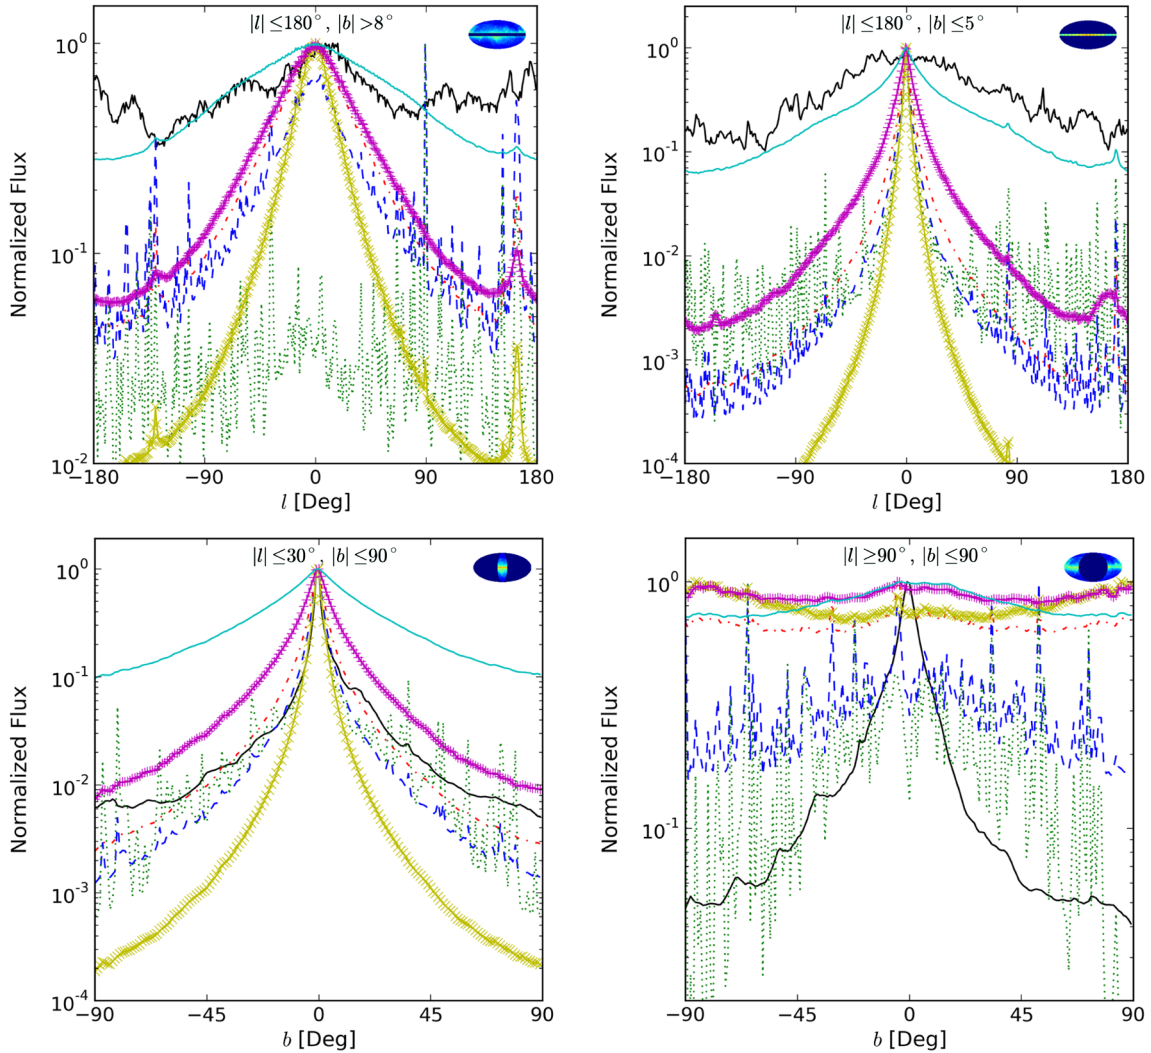 |l| ≤180°, |b| >8°
10⁰
10⁻¹
10⁻²
Normalized Flux
−180 −90 0 90 180
l [Deg]
|l| ≤180°, |b| ≤5°
10⁰
10⁻¹
10⁻²
10⁻³
10⁻⁴
Normalized Flux
−180 −90 0 90 180
l [Deg]
|l| ≤30°, |b| ≤90°
10⁰
10⁻¹
10⁻²
10⁻³
10⁻⁴
Normalized Flux
−90 −45 0 45 90
b [Deg]
|l| ≥90°, |b| ≤90°
10⁰
10⁻¹
Normalized Flux
−90 −45 0 45 90
b [Deg]